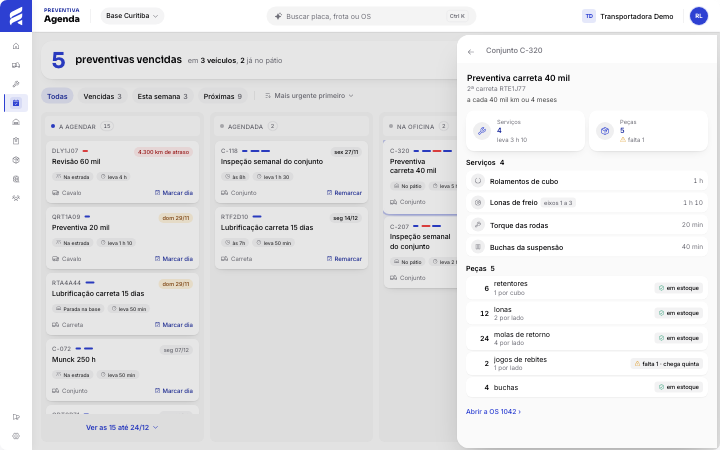 PREVENTIVA
Agenda
Base Curitiba
Buscar placa, frota ou OS
Ctrl K
TD
Transportadora Demo
RL
5 preventivas vencidas em 3 veículos, 2 já no pátio
Todas
Vencidas 3
Esta semana 3
Próximas 9
Mais urgente primeiro
A AGENDAR 15
DLY1J07
4.300 km de atraso
Revisão 60 mil
Na estrada
leva 4 h
Cavalo
Marcar dia
QRT1A09
dom 29/11
Preventiva 20 mil
Na estrada
leva 1 h 10
Cavalo
Marcar dia
RTA4A44
dom 29/11
Lubrificação carreta 15 dias
Parada na base
leva 50 min
Carreta
Marcar dia
C-072
seg 07/12
Munck 250 h
Na estrada
leva 50 min
Conjunto
Marcar dia
Ver as 15 até 24/12
AGENDADA 2
C-118
sex 27/11
Inspeção semanal do conjunto
às 8h
leva 1 h 30
Conjunto
Remarcar
RTF2D10
seg 14/12
Lubrificação carreta 15 dias
às 7h
leva 50 min
Carreta
Remarcar
NA OFICINA 2
C-320
Preventiva
carreta 40 mil
No pátio
Conjunto
C-207
Inspeção semanal
do conjunto
No pátio
Conjunto
Conjunto C-320
Preventiva carreta 40 mil
2ª carreta RTE1J77
a cada 40 mil km ou 4 meses
Serviços
4
leva 3 h 10
Peças
5
falta 1
Serviços 4
Rolamentos de cubo
1 h
Lonas de freio
eixos 1 a 3
1 h 10
Torque das rodas
20 min
Buchas da suspensão
40 min
Peças 5
6 retentores
1 por cubo
em estoque
12 lonas
2 por lado
em estoque
24 molas de retorno
4 por lado
em estoque
2 jogos de rebites
1 por lado
falta 1 · chega quinta
4 buchas
em estoque
Abrir a OS 1042 ›